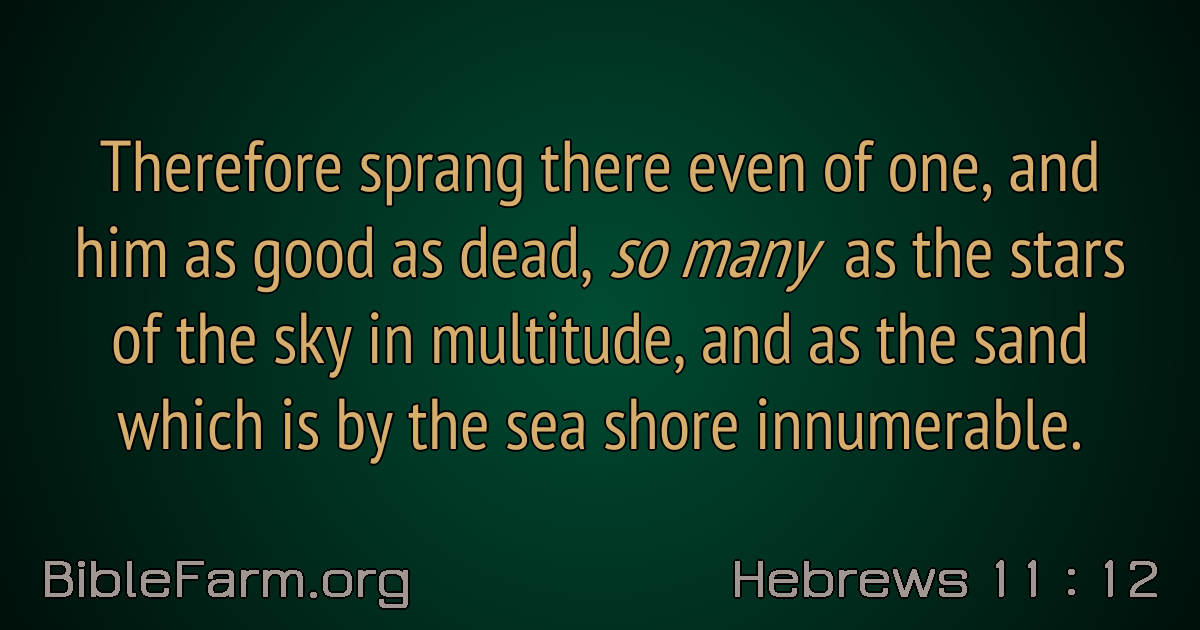 Therefore sprang there even of one, and
him as good as dead, so many as the stars
of the sky in multitude, and as the sand
which is by the sea shore innumerable.
BibleFarm.org
Hebrews 11 : 12